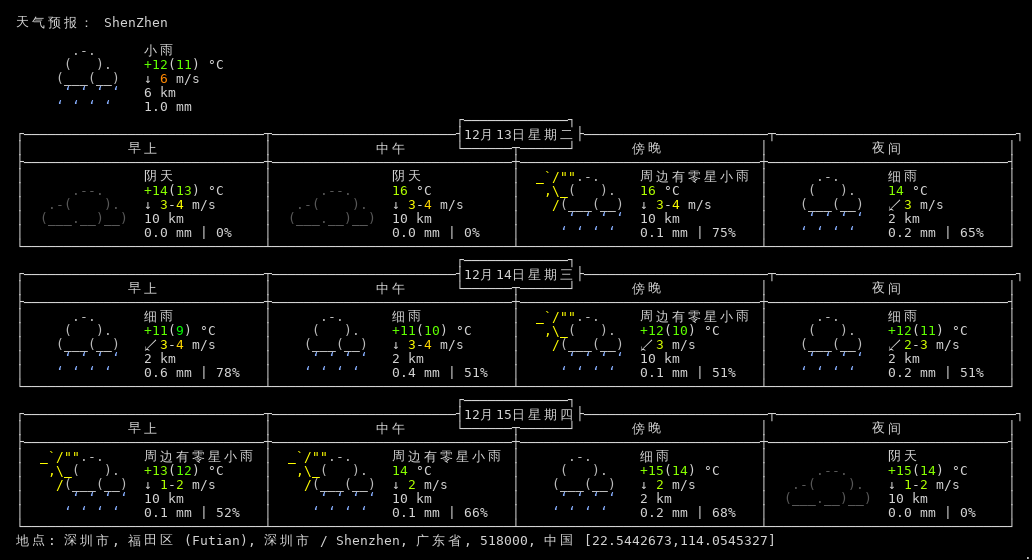 天气预报： ShenZhen
小雨
+12(11) °C
↓ 6 m/s
6 km
1.0 mm
12月13日星期二
早上 中午 傍晚 夜间
阴天 阴天 周边有零星小雨 细雨
+14(13) °C 16 °C 16 °C 14 °C
↓ 3-4 m/s ↓ 3-4 m/s ↓ 3-4 m/s ↙ 3 m/s
10 km 10 km 10 km 2 km
0.0 mm | 0% 0.0 mm | 0% 0.1 mm | 75% 0.2 mm | 65%
12月14日星期三
早上 中午 傍晚 夜间
细雨 细雨 周边有零星小雨 细雨
+11(9) °C +11(10) °C +12(10) °C +12(11) °C
↙ 3-4 m/s ↓ 3-4 m/s ↙ 3 m/s ↙ 2-3 m/s
2 km 2 km 10 km 2 km
0.6 mm | 78% 0.4 mm | 51% 0.1 mm | 51% 0.2 mm | 51%
12月15日星期四
早上 中午 傍晚 夜间
周边有零星小雨 周边有零星小雨 细雨 阴天
+13(12) °C 14 °C +15(14) °C +15(14) °C
↓ 1-2 m/s ↓ 2 m/s ↓ 2 m/s ↓ 1-2 m/s
10 km 10 km 2 km 10 km
0.1 mm | 52% 0.1 mm | 66% 0.2 mm | 68% 0.0 mm | 0%
地点: 深圳市, 福田区 (Futian), 深圳市 / Shenzhen, 广东省, 518000, 中国 [22.5442673,114.0545327]